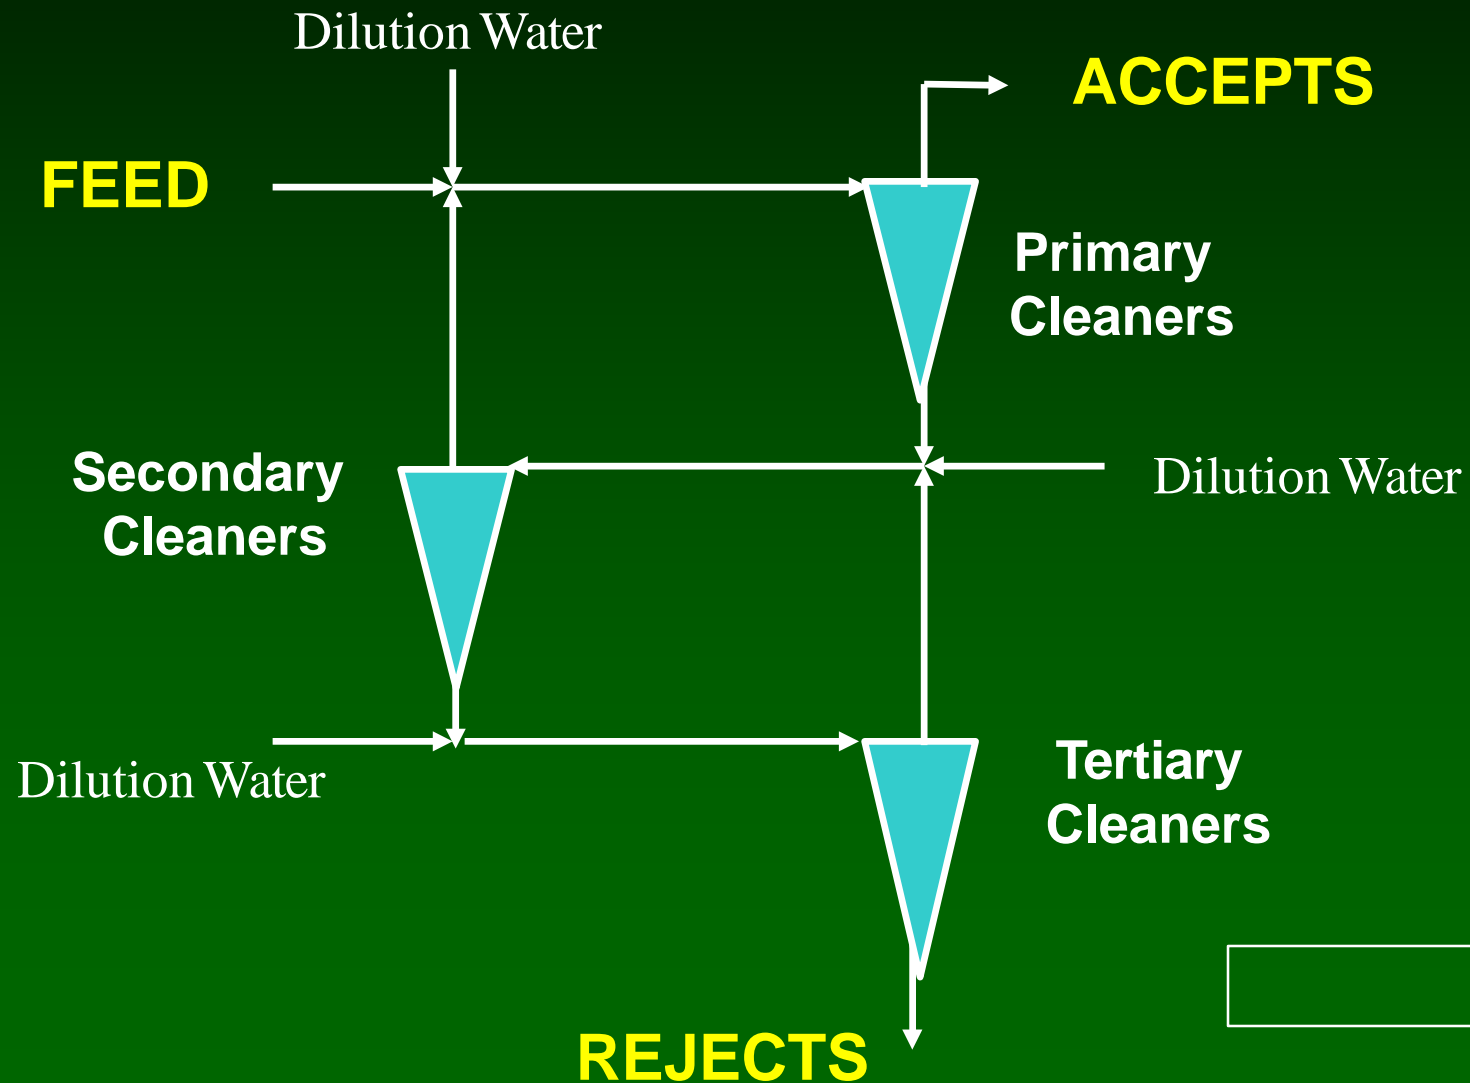 Dilution Water
ACCEPTS
FEED
Primary
Cleaners
Secondary
Cleaners
Dilution Water
Dilution Water
Tertiary
Cleaners
REJECTS